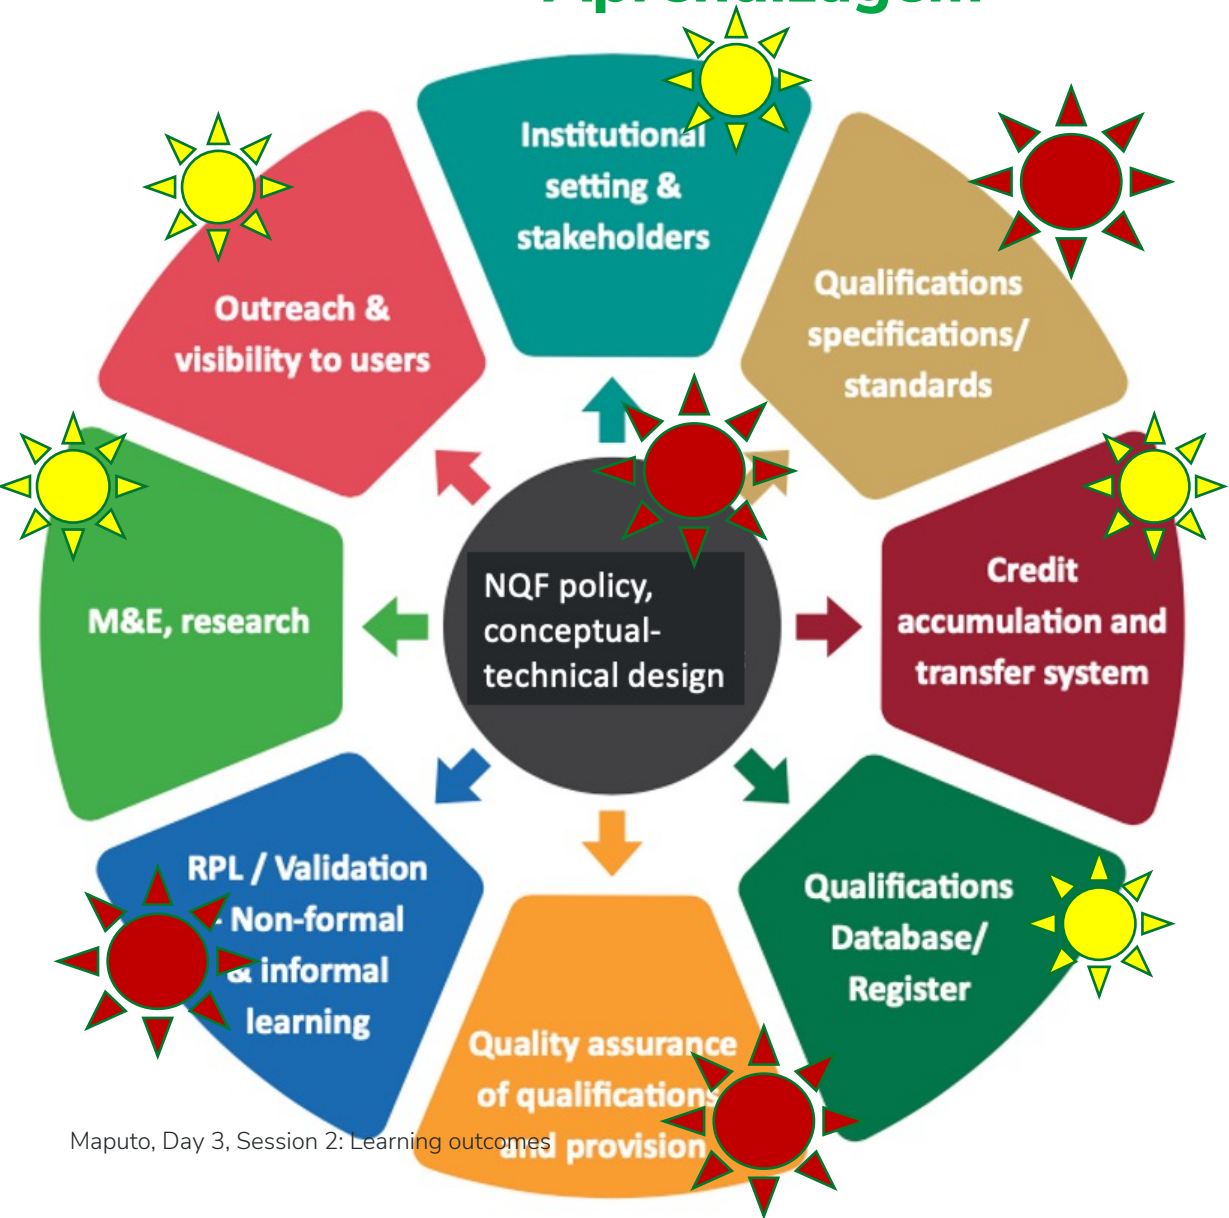 Aprendizagem
Institutional
setting &
stakeholders
Qualifications
specifications/
standards
Outreach &
visibility to users
Credit
accumulation and
transfer system
NQF policy,
conceptual-
technical design
M&E, research
RPL / Validation
- Non-formal
& informal
learning
Qualifications
Database/
Register
Quality assurance
of qualifications
and provision
Maputo, Day 3, Session 2: Learning outcomes